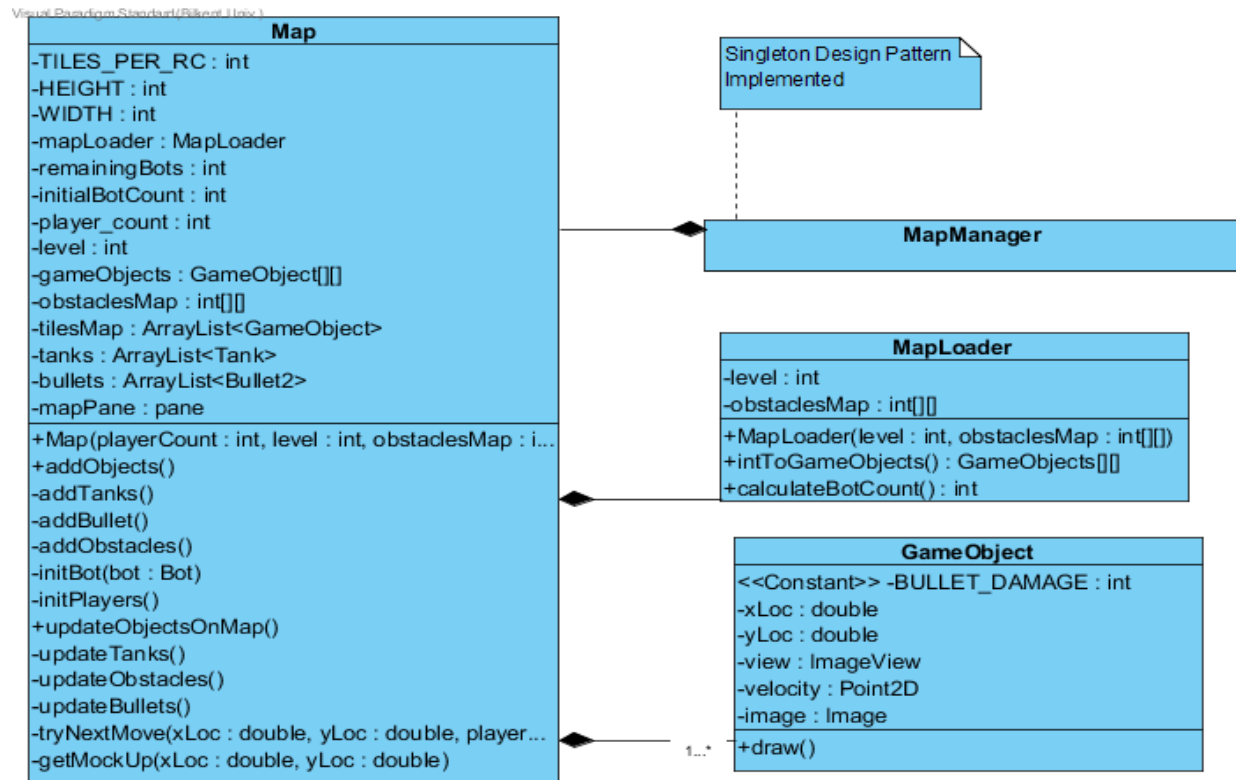 Visual Paradigm Standard(Bilkent Univ.)
Map
-TILES_PER_RC : int
-HEIGHT : int
-WIDTH : int
-mapLoader : MapLoader
-remainingBots : int
-initialBotCount : int
-player_count : int
-level : int
-gameObjects : GameObject[][]
-obstaclesMap : int[][]
-tilesMap : ArrayList<GameObject>
-tanks : ArrayList<Tank>
-bullets : ArrayList<Bullet2>
-mapPane : pane
+Map(playerCount : int, level : int, obstaclesMap : i...
+addObjects()
-addTanks()
-addBullet()
-addObstacles()
-initBot(bot : Bot)
-initPlayers()
+updateObjectsOnMap()
-updateTanks()
-updateObstacles()
-updateBullets()
-tryNextMove(xLoc : double, yLoc : double, player...
-getMockUp(xLoc : double, yLoc : double)
Singleton Design Pattern
Implemented
MapManager
MapLoader
-level : int
-obstaclesMap : int[][]
+MapLoader(level : int, obstaclesMap : int[][])
+intToGameObjects() : GameObjects[][]
+calculateBotCount() : int
GameObject
<<Constant>> -BULLET_DAMAGE : int
-xLoc : double
-yLoc : double
-view : ImageView
-velocity : Point2D
-image : Image
+draw()
1...*